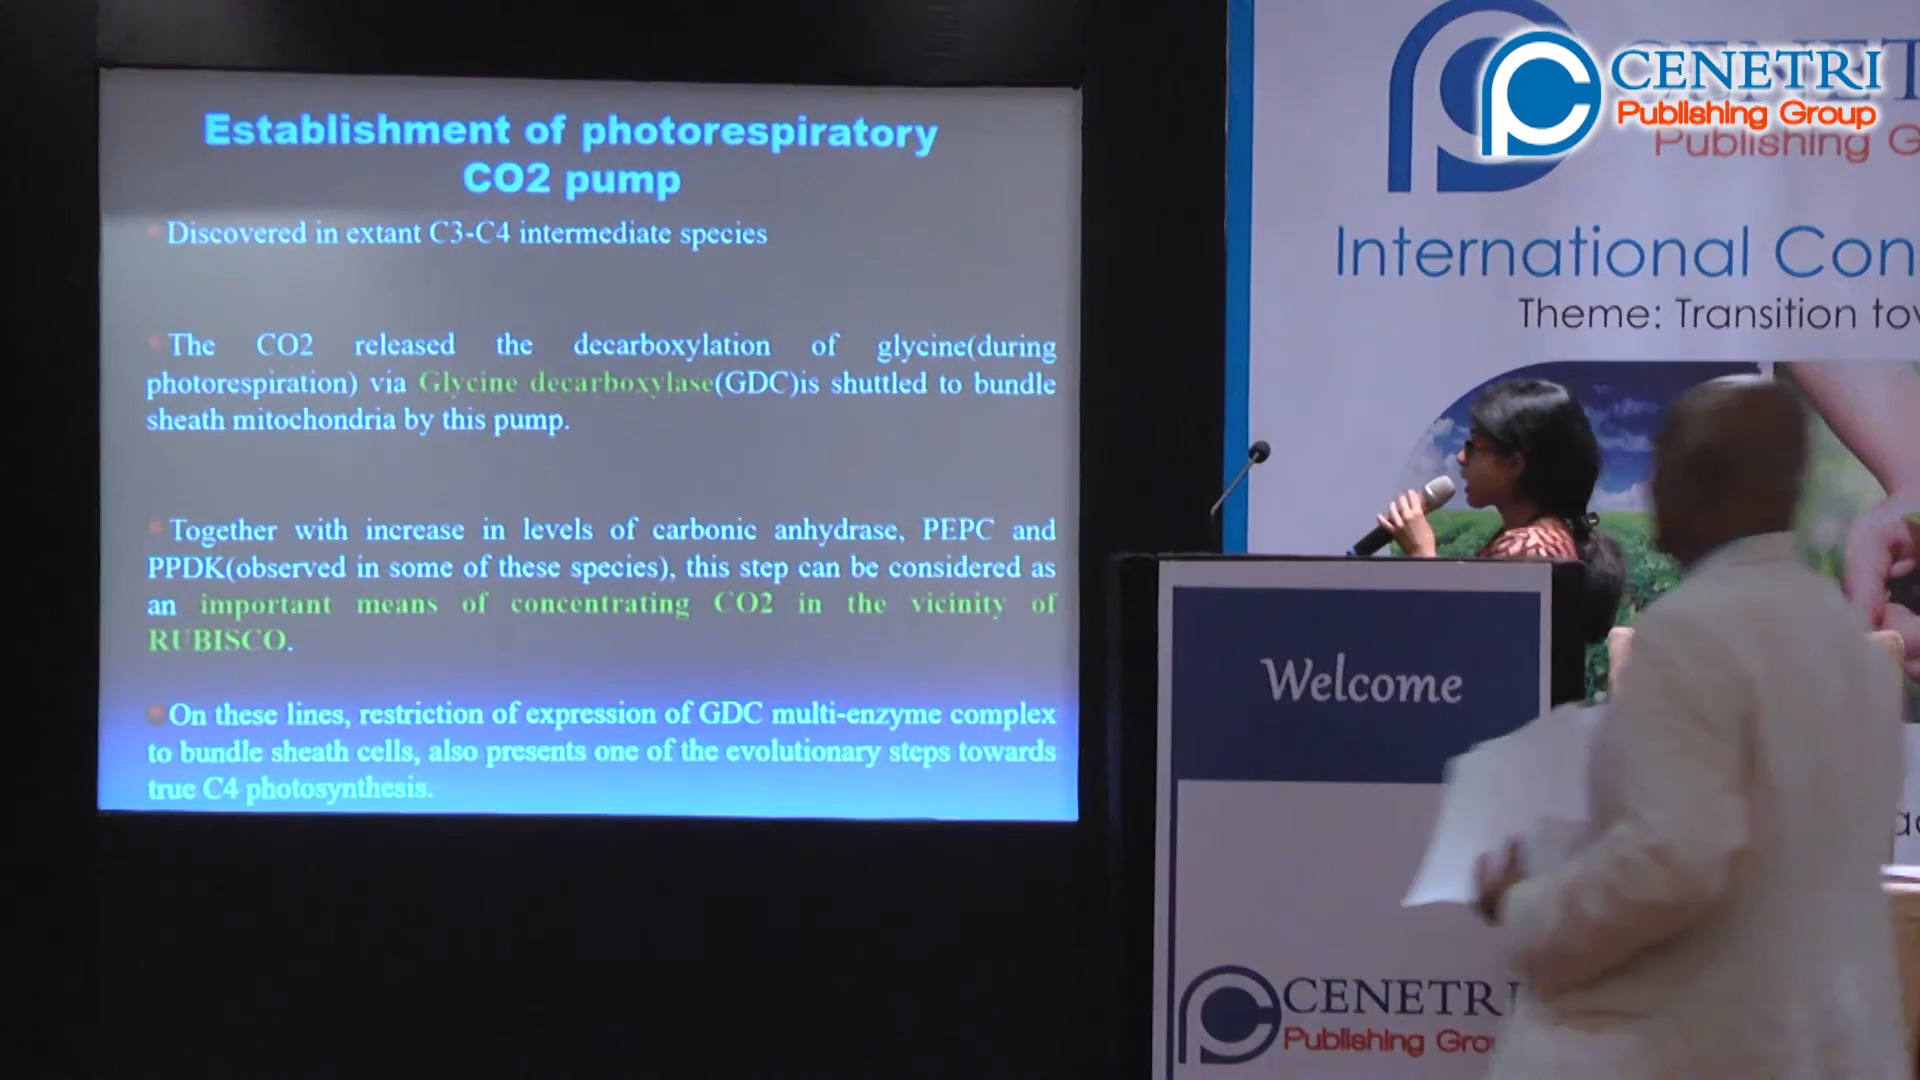 Establishment of photorespiratory
CO2 pump
Discovered in extant C3-C4 intermediate species
The CO2 released the decarboxylation of glycine(during
photorespiration) via Glycine decarboxylase(GDC)is shuttled to bundle
sheath mitochondria by this pump.
Together with increase in levels of carbonic anhydrase, PEPC and
PPDK(observed in some of these species), this step can be considered as
an important means of concentrating CO2 in the vicinity of
RUBISCO.
On these lines, restriction of expression of GDC multi-enzyme complex
to bundle sheath cells, also presents one of the evolutionary steps towards
true C4 photosynthesis.
CENETRI
Publishing Group
Publishing G
International Con
Theme: Transition tow
Welcome
CENETRI
Publishing Gro